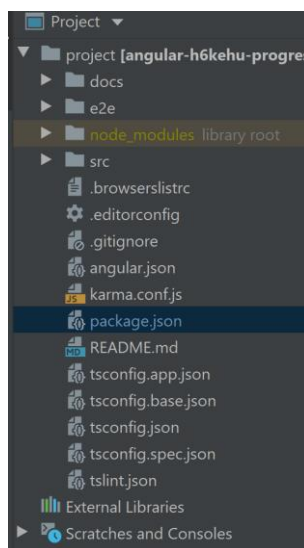 Project
project [angular-h6kehu-progre
docs
e2e
node_modules library root
src
.browserslistrc
.editorconfig
.gitignore
angular.json
JS karma.conf.js
package.json
MD README.md
tsconfig.app.json
tsconfig.base.json
tsconfig.json
tsconfig.spec.json
tslint.json
External Libraries
Scratches and Consoles